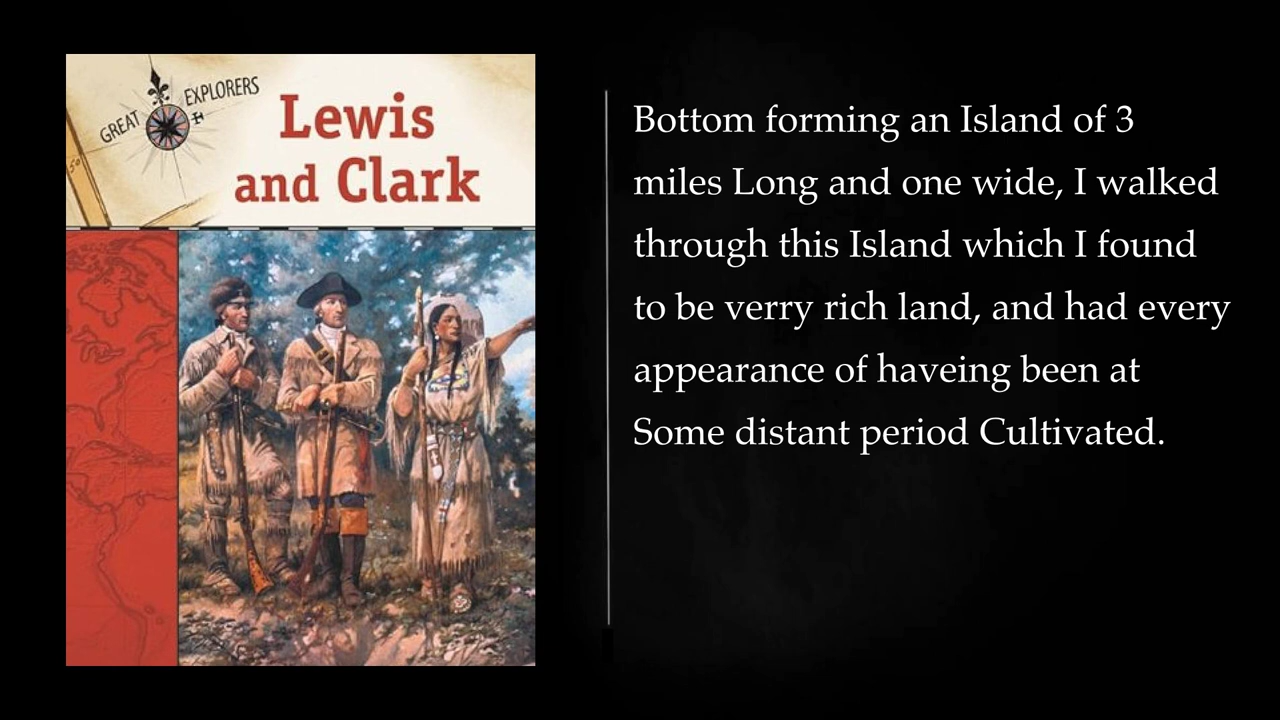 GREAT EXPLORERS
Lewis
and Clark
50
Bottom forming an Island of 3
miles Long and one wide, I walked
through this Island which I found
to be verry rich land, and had every
appearance of haveing been at
Some distant period Cultivated.